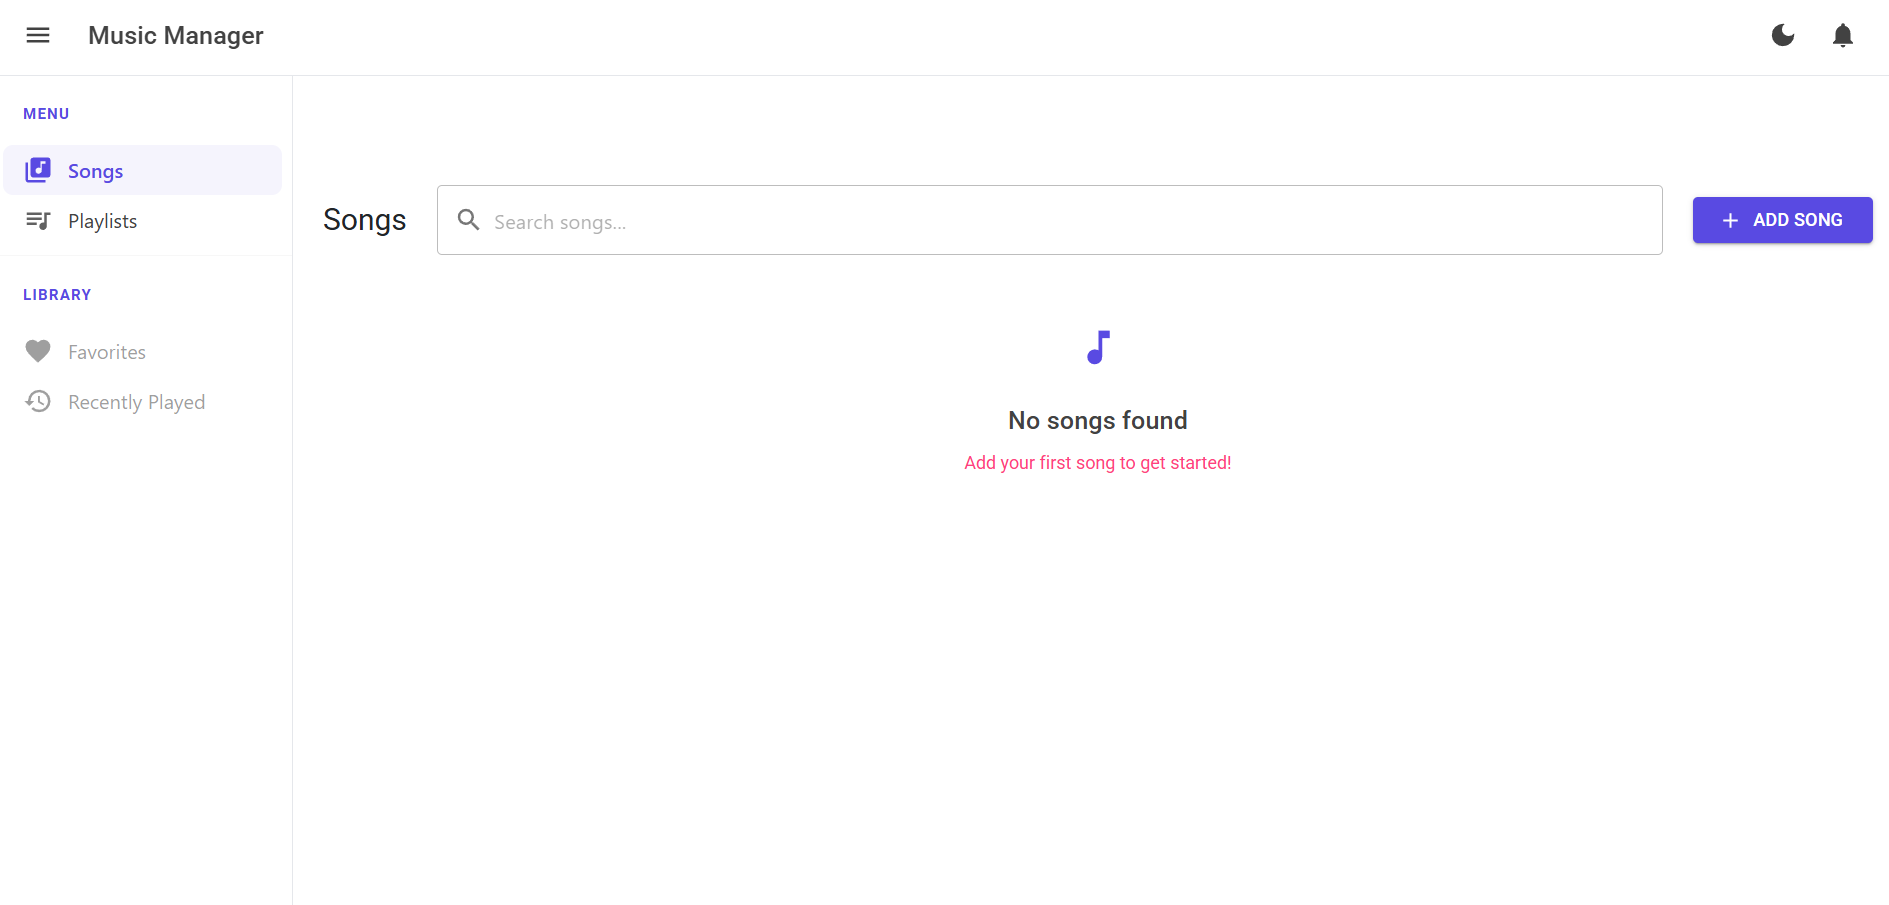 Music Manager
MENU
Songs
Playlists
LIBRARY
Favorites
Recently Played
Songs
Search songs...
ADD SONG
No songs found
Add your first song to get started!